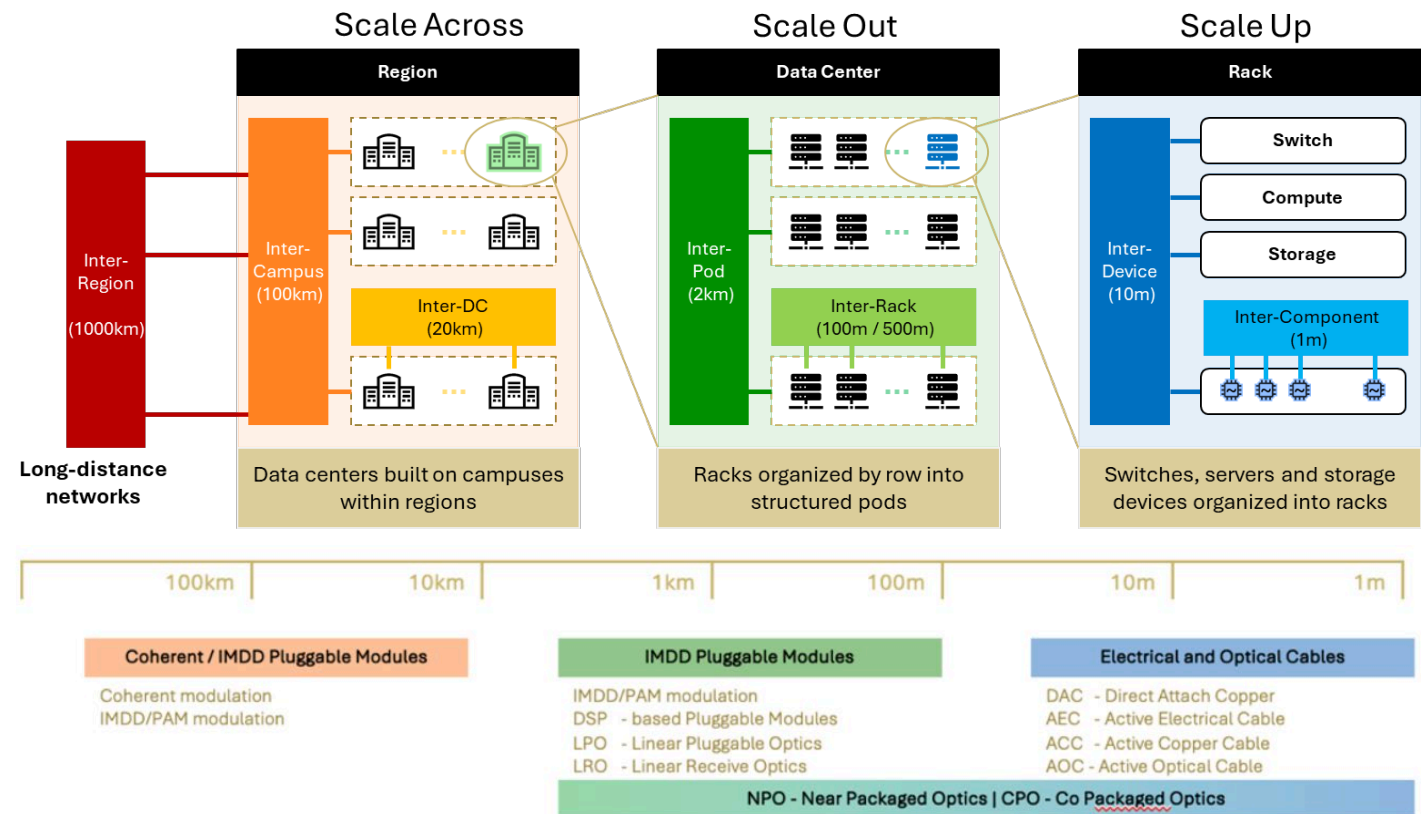 Scale Across
Scale Out
Scale Up
Region
Data Center
Rack
Inter-
Region
(1000km)
Inter-
Campus
(100km)
Inter-DC
(20km)
Inter-
Pod
(2km)
Inter-Rack
(100m / 500m)
Inter-
Device
(10m)
Switch
Compute
Storage
Inter-Component
(1m)
Long-distance
networks
Data centers built on campuses
within regions
Racks organized by row into
structured pods
Switches, servers and storage
devices organized into racks
100km
10km
1km
100m
10m
1m
Coherent / IMDD Pluggable Modules
Coherent modulation
IMDD/PAM modulation
IMDD Pluggable Modules
IMDD/PAM modulation
DSP - based Pluggable Modules
LPO - Linear Pluggable Optics
LRO - Linear Receive Optics
Electrical and Optical Cables
DAC - Direct Attach Copper
AEC - Active Electrical Cable
ACC - Active Copper Cable
AOC - Active Optical Cable
NPO - Near Packaged Optics | CPO - Co Packaged Optics